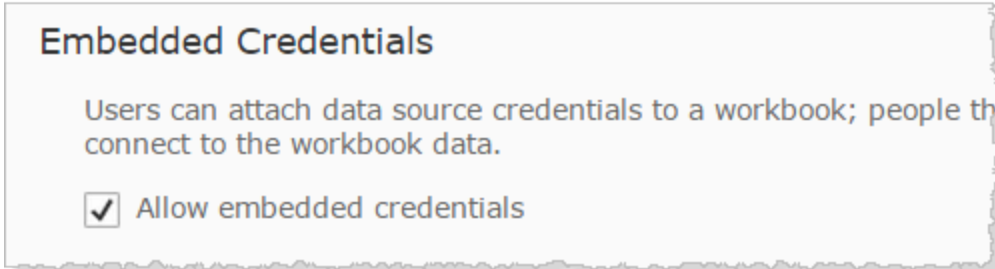 Embedded Credentials
Users can attach data source credentials to a workbook; people
connect to the workbook data.
Allow embedded credentials